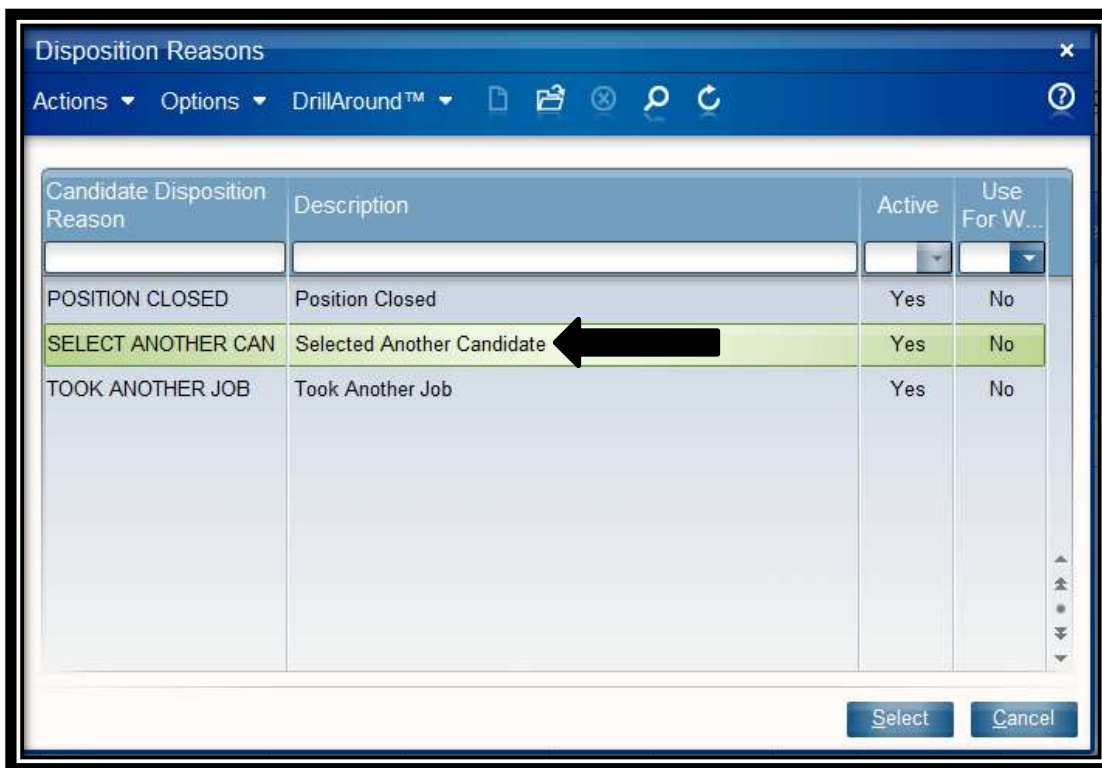 Disposition Reasons
Actions Options DrillAround™
Candidate Disposition Reason Description Active Use For W...
POSITION CLOSED Position Closed Yes No
SELECT ANOTHER CAN Selected Another Candidate Yes No
TOOK ANOTHER JOB Took Another Job Yes No
Select Cancel